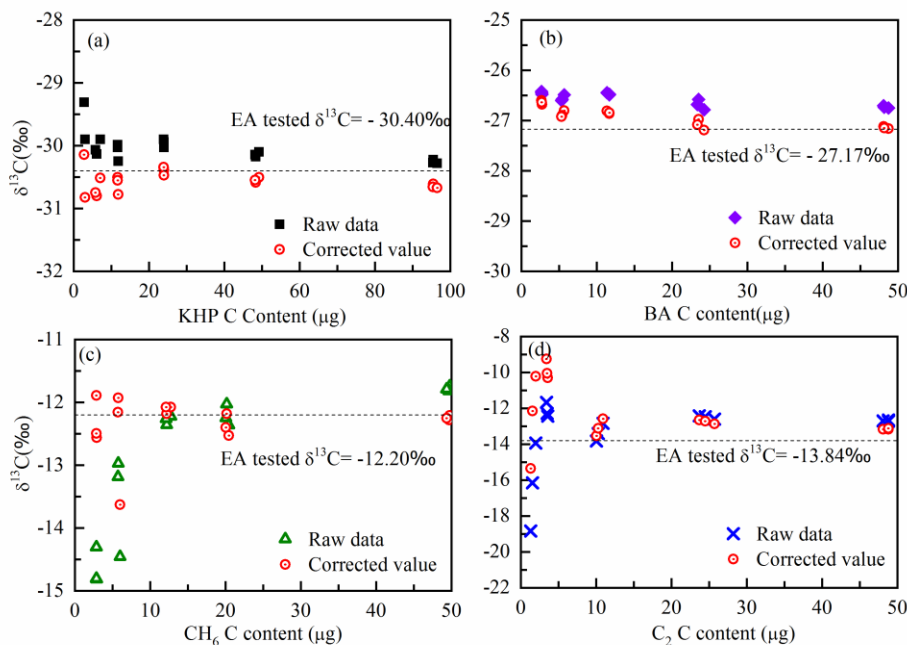 (a)
-28
-29
-30
-31
-32
δ¹³C(‰)
EA tested δ¹³C= - 30.40‰
Raw data
Corrected value
0 20 40 60 80 100
KHP C Content (μg)
(b)
-25
-26
-27
-28
-29
-30
EA tested δ¹³C= - 27.17‰
Raw data
Corrected value
0 10 20 30 40 50
BA C content(μg)
(c)
-11
-12
-13
-14
-15
δ¹³C(‰)
EA tested δ¹³C= -12.20‰
Raw data
Corrected value
0 10 20 30 40 50
CH₆ C content (μg)
(d)
-6
-8
-10
-12
-14
-16
-18
-20
-22
EA tested δ¹³C= -13.84‰
Raw data
Corrected value
0 10 20 30 40 50
C₂ C content (μg)